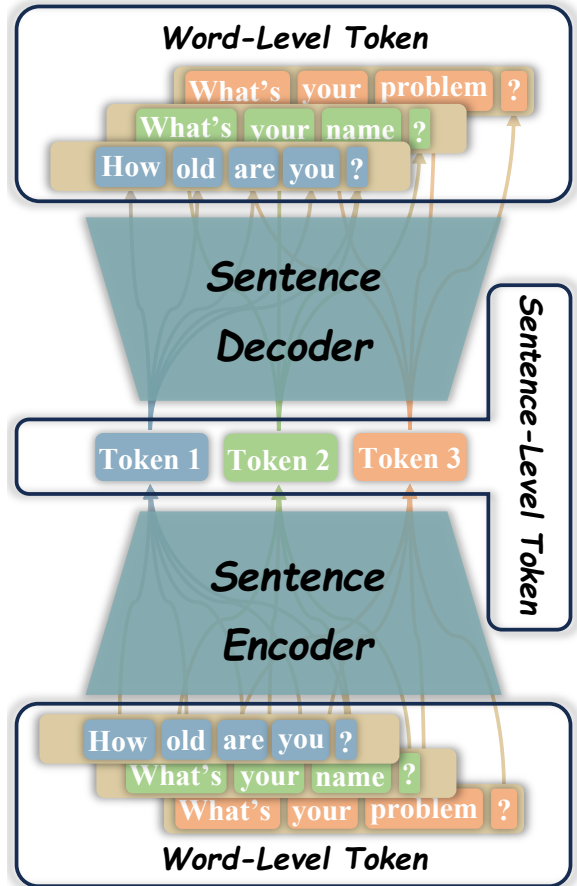 Word-Level Token
What's your problem ?
What's your name ?
How old are you ?
Sentence
Decoder
Sentence-Level Token
Token 1 Token 2 Token 3
Sentence
Encoder
How old are you ?
What's your name ?
What's your problem ?
Word-Level Token